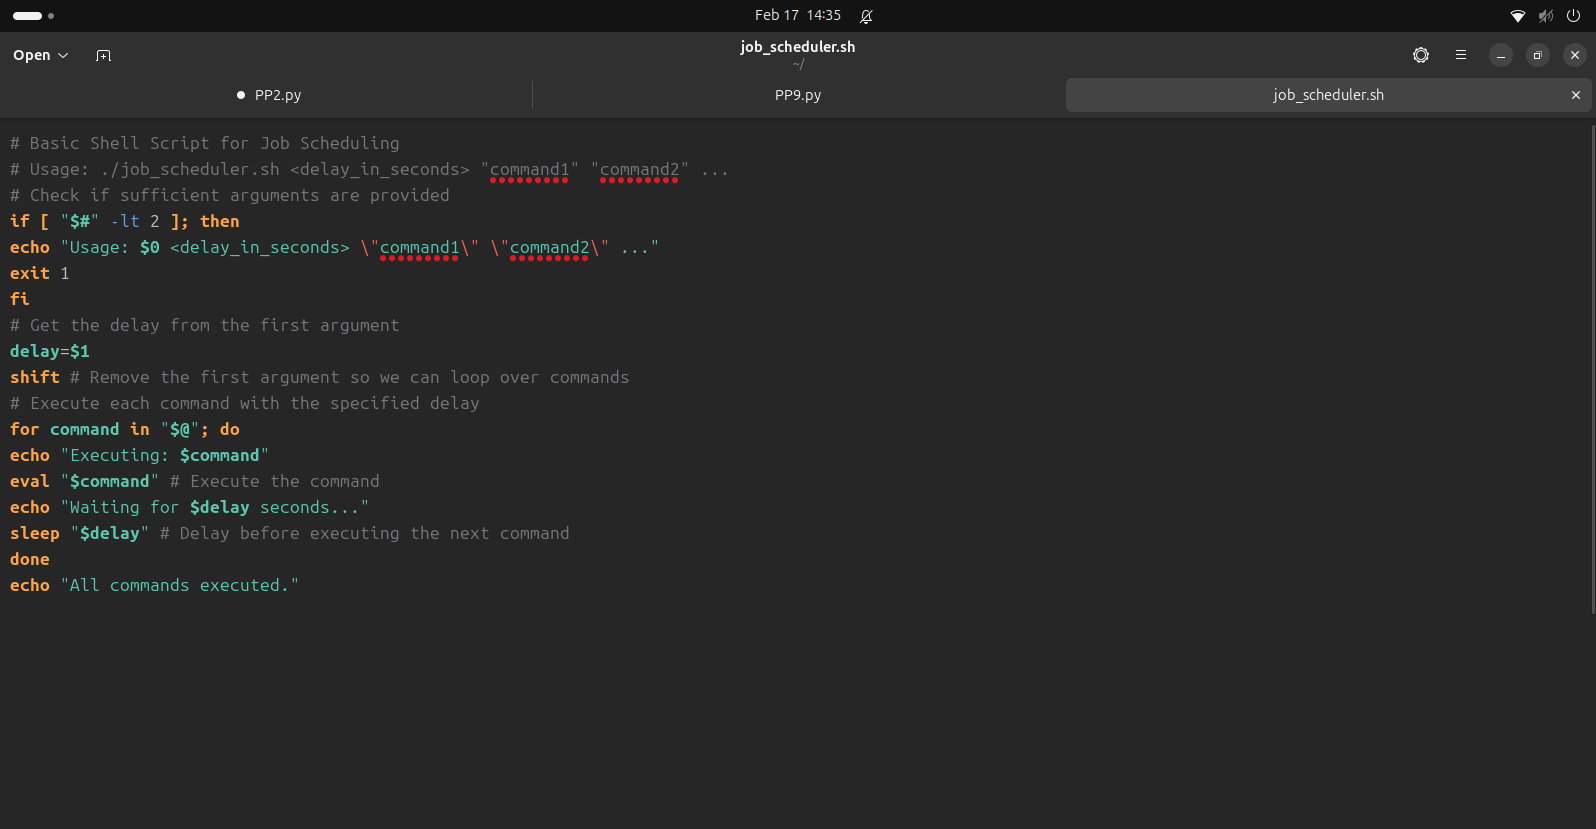 Feb 17 14:35
Open
job_scheduler.sh
~/
PP2.py
PP9.py
job_scheduler.sh
# Basic Shell Script for Job Scheduling
# Usage: ./job_scheduler.sh <delay_in_seconds> "command1" "command2" ...
# Check if sufficient arguments are provided
if [ "$#" -lt 2 ]; then
echo "Usage: $0 <delay_in_seconds> \"command1\" \"command2\" ..."
exit 1
fi
# Get the delay from the first argument
delay=$1
shift # Remove the first argument so we can loop over commands
# Execute each command with the specified delay
for command in "$@"; do
echo "Executing: $command"
eval "$command" # Execute the command
echo "Waiting for $delay seconds..."
sleep "$delay" # Delay before executing the next command
done
echo "All commands executed."